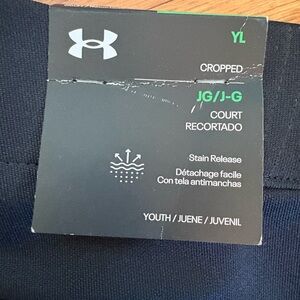 YL
CROPPED
JG/J-G
COURT
RECORTADO
Stain Release
Détachage facile
Con tela antimanchas
YOUTH / JUENE / JUVENIL